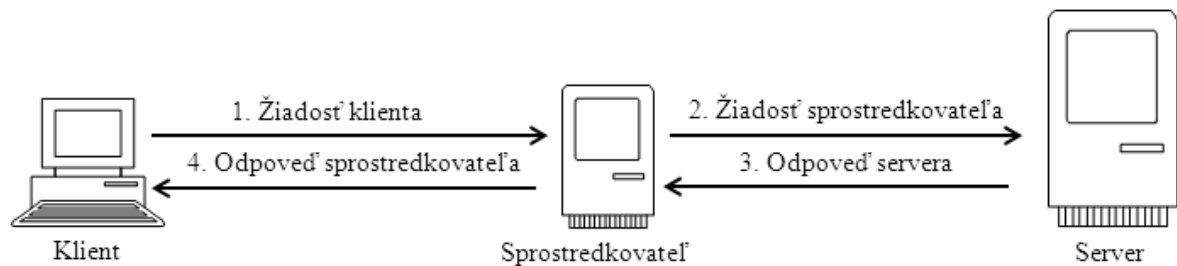 1. Žiadosť klienta
2. Žiadosť sprostredkovateľa
4. Odpoveď sprostredkovateľa
3. Odpoveď servera
Klient
Sprostredkovateľ
Server